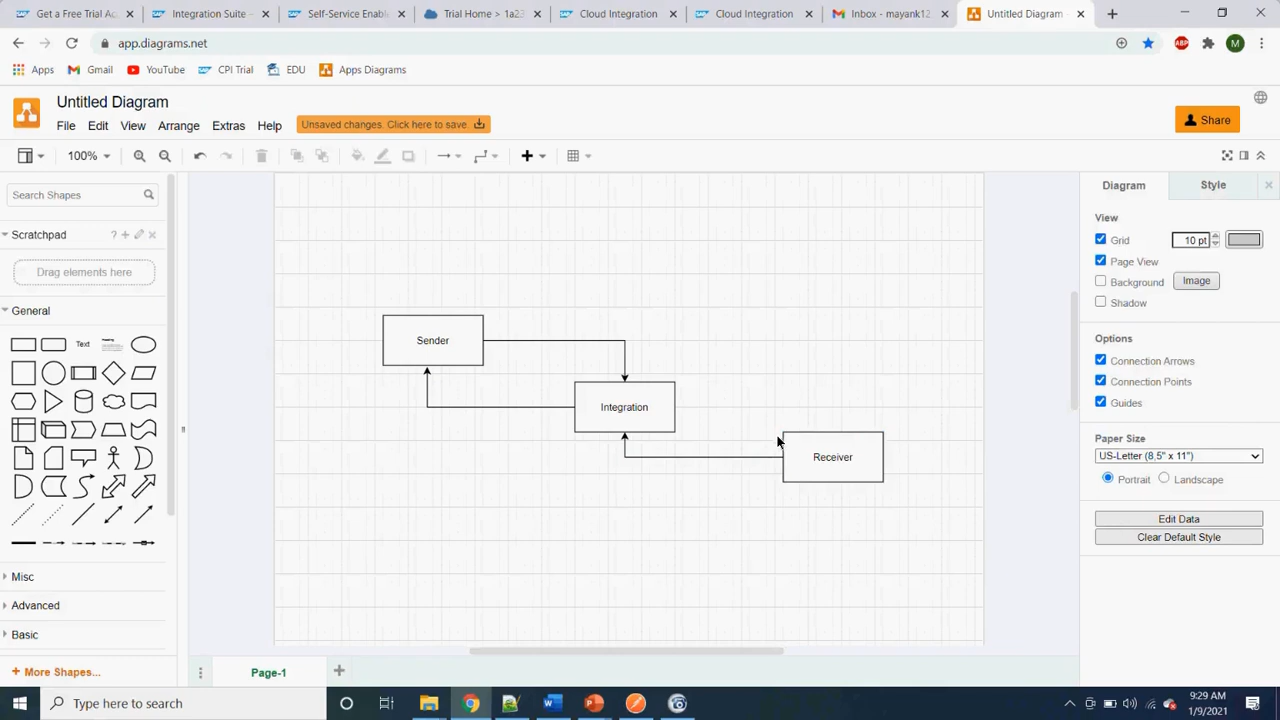 Get a Free Trial Ac
Integration Suite –
Self-Service Enabl
Trial Home > 1a23
Cloud Integration
Cloud Integration
Inbox - mayank12
Untitled Diagram
app.diagrams.net
ABP
M
Apps
Gmail
YouTube
CPI Trial
EDU
Apps Diagrams
Untitled Diagram
File Edit View Arrange Extras Help
Unsaved changes. Click here to save.
Share
100%
Search Shapes
Diagram
Style
View
Grid
10 pt
Page View
Background
Image
Shadow
Options
Connection Arrows
Connection Points
Guides
Paper Size
US-Letter (8,5" x 11")
Portrait
Landscape
Edit Data
Clear Default Style
Scratchpad
?
Drag elements here
General
Text
Sender
Integration
Receiver
Misc
Advanced
Basic
+ More Shapes...
Page-1
Type here to search
9:29 AM
1/9/2021